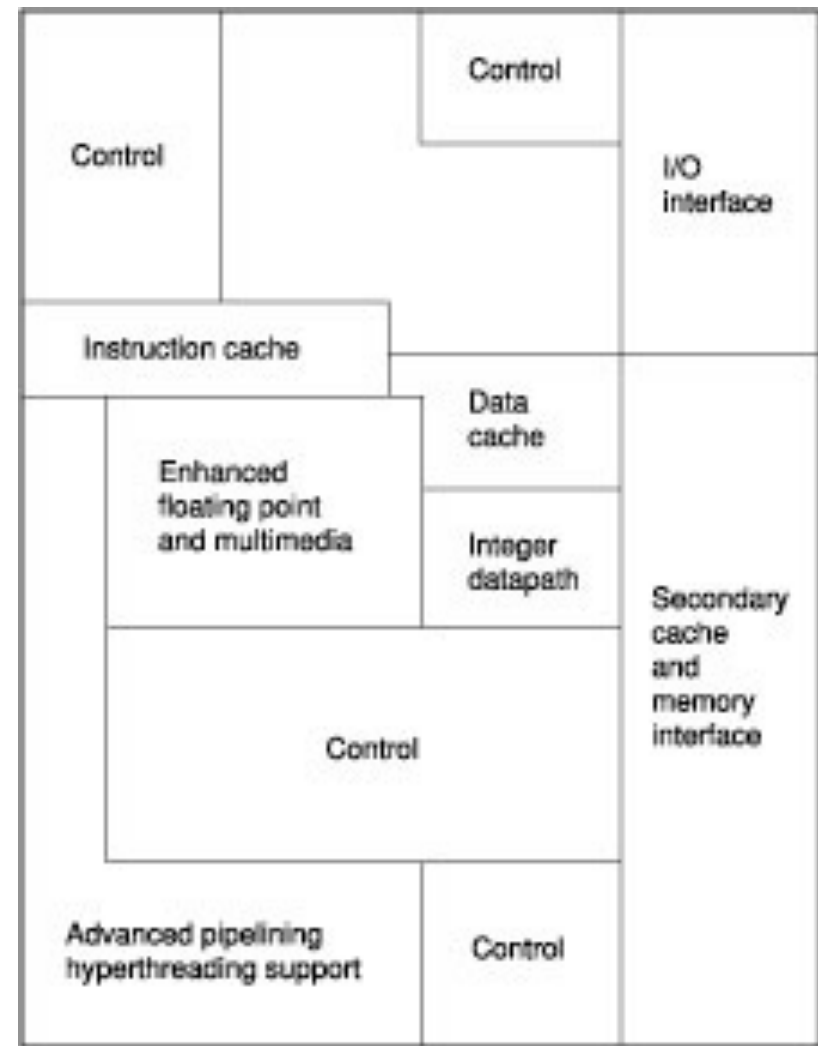 Control
Control
I/O
interface
Instruction cache
Data
cache
Enhanced
floating point
and multimedia
Integer
datapath
Secondary
cache
and
memory
interface
Control
Advanced pipelining
hyperthreading support
Control